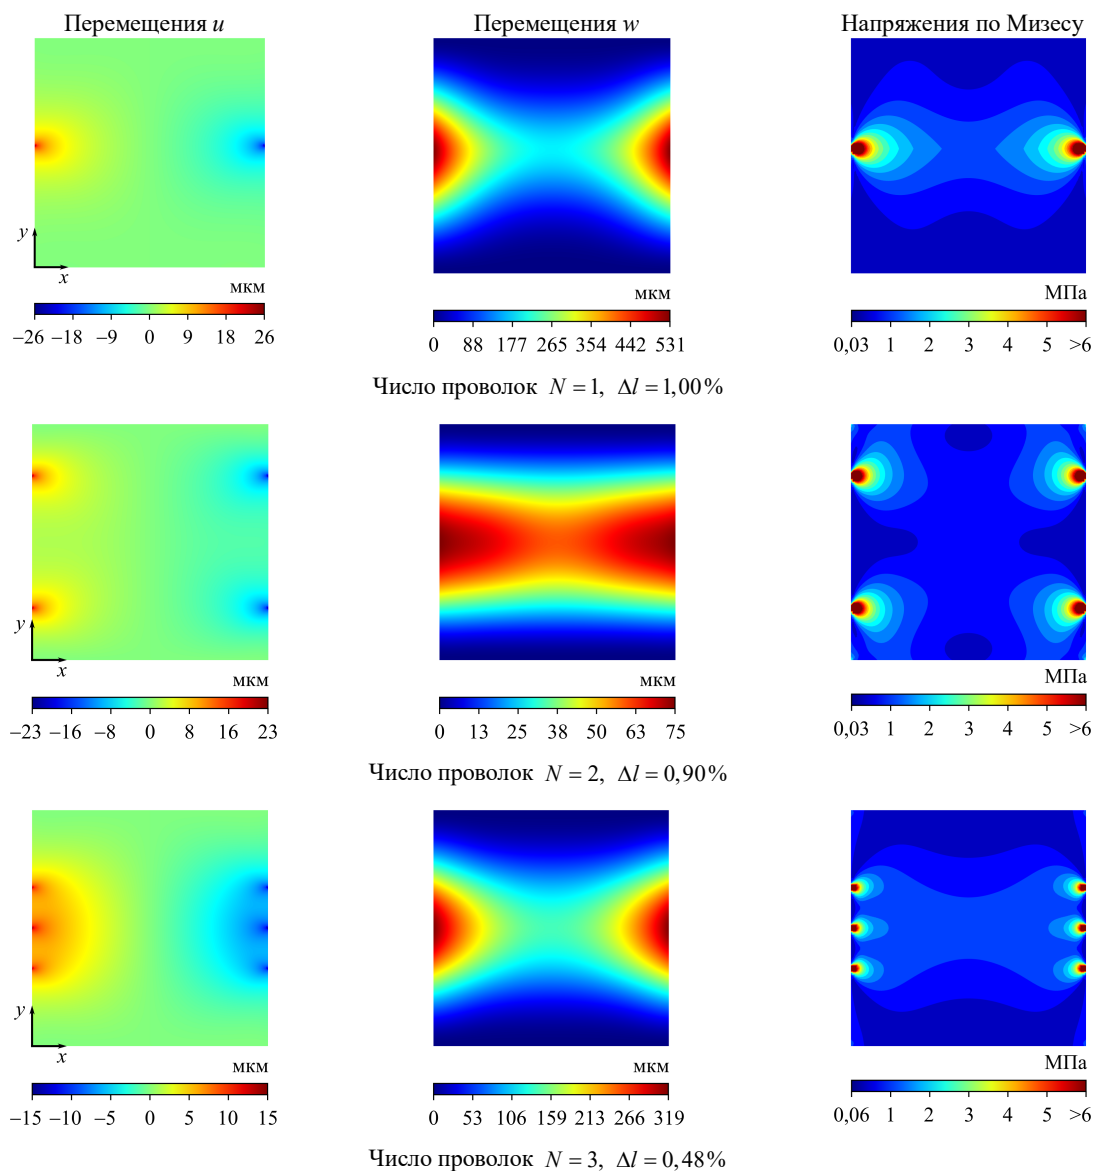 Перемещения u Перемещения w Напряжения по Мизесу
y
x
мкм мкм МПа
−26 −18 −9 0 9 18 26 0 88 177 265 354 442 531 0,03 1 2 3 4 5 >6
Число проволок N = 1, Δl = 1,00%
y
x
мкм мкм МПа
−23 −16 −8 0 8 16 23 0 13 25 38 50 63 75 0,03 1 2 3 4 5 >6
Число проволок N = 2, Δl = 0,90%
y
x
мкм мкм МПа
−15 −10 −5 0 5 10 15 0 53 106 159 213 266 319 0,06 1 2 3 4 5 >6
Число проволок N = 3, Δl = 0,48%